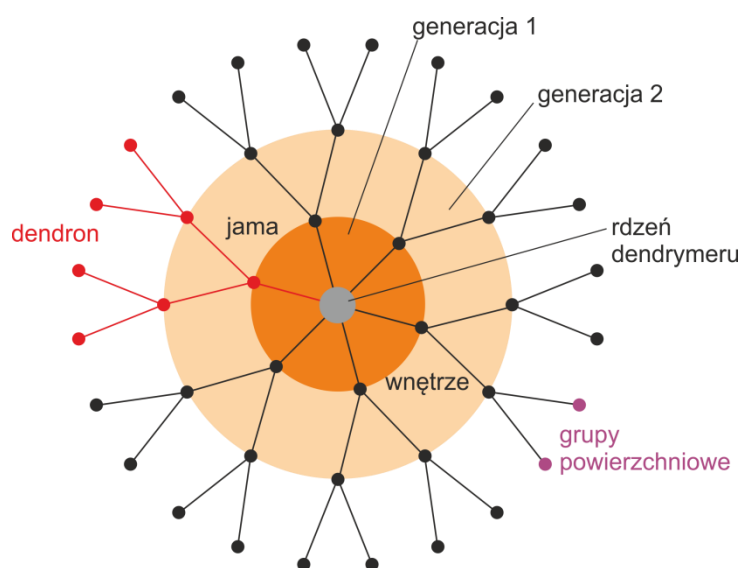 generacja 1
generacja 2
jama
dendron
rdzeń
dendrymeru
wnętrze
grupy
powierzchniowe